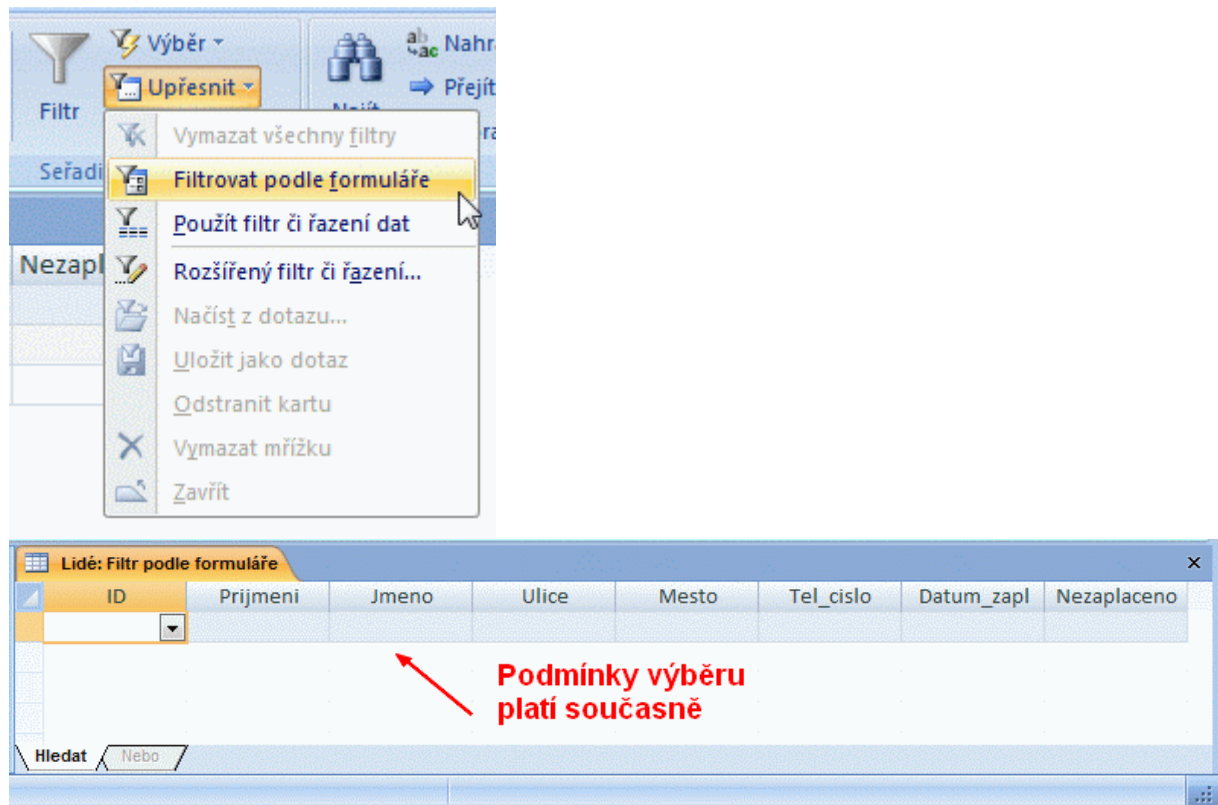 Výběr
ab
ac Nahr
Upřesnit
Přejít
Filtr
Vymazat všechny filtry
Seřadi
Filtrovat podle formuláře
Použít filtr či řazení dat
Nezapl
Rozšířený filtr či řazení...
Načíst z dotazu...
Uložit jako dotaz
Odstranit kartu
Vymazat mřížku
Zavřít
Lidé: Filtr podle formuláře
ID Prijmeni Jmeno Ulice Mesto Tel_cislo Datum_zapl Nezaplaceno
Podmínky výběru
platí současně
Hledat Nebo